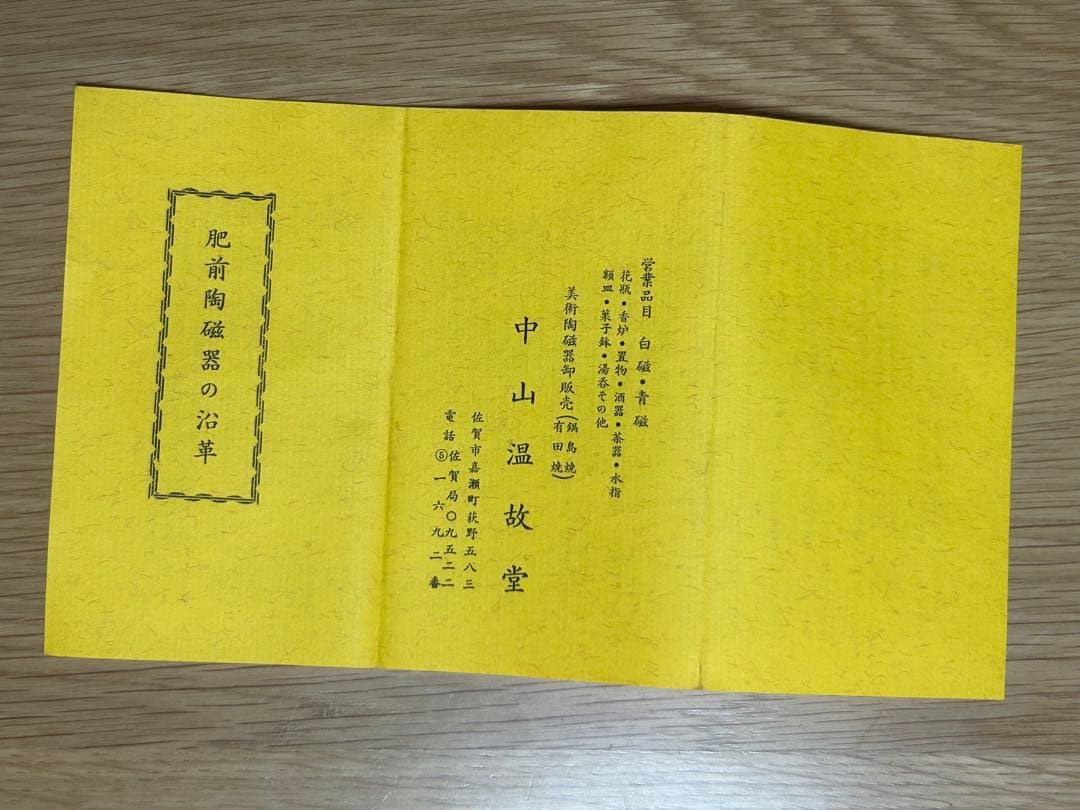 営業品目 白磁・青磁
花瓶・香炉・置物・酒器・茶器・水指
額皿・菓子鉢・湯呑その他
美術陶磁器卸販売(鍋島焼
有田焼)
中山温故堂
佐賀市嘉瀬町荻野五八三
電話佐賀局〇九五二二
⑤一六九二番
肥前陶磁器の沿革